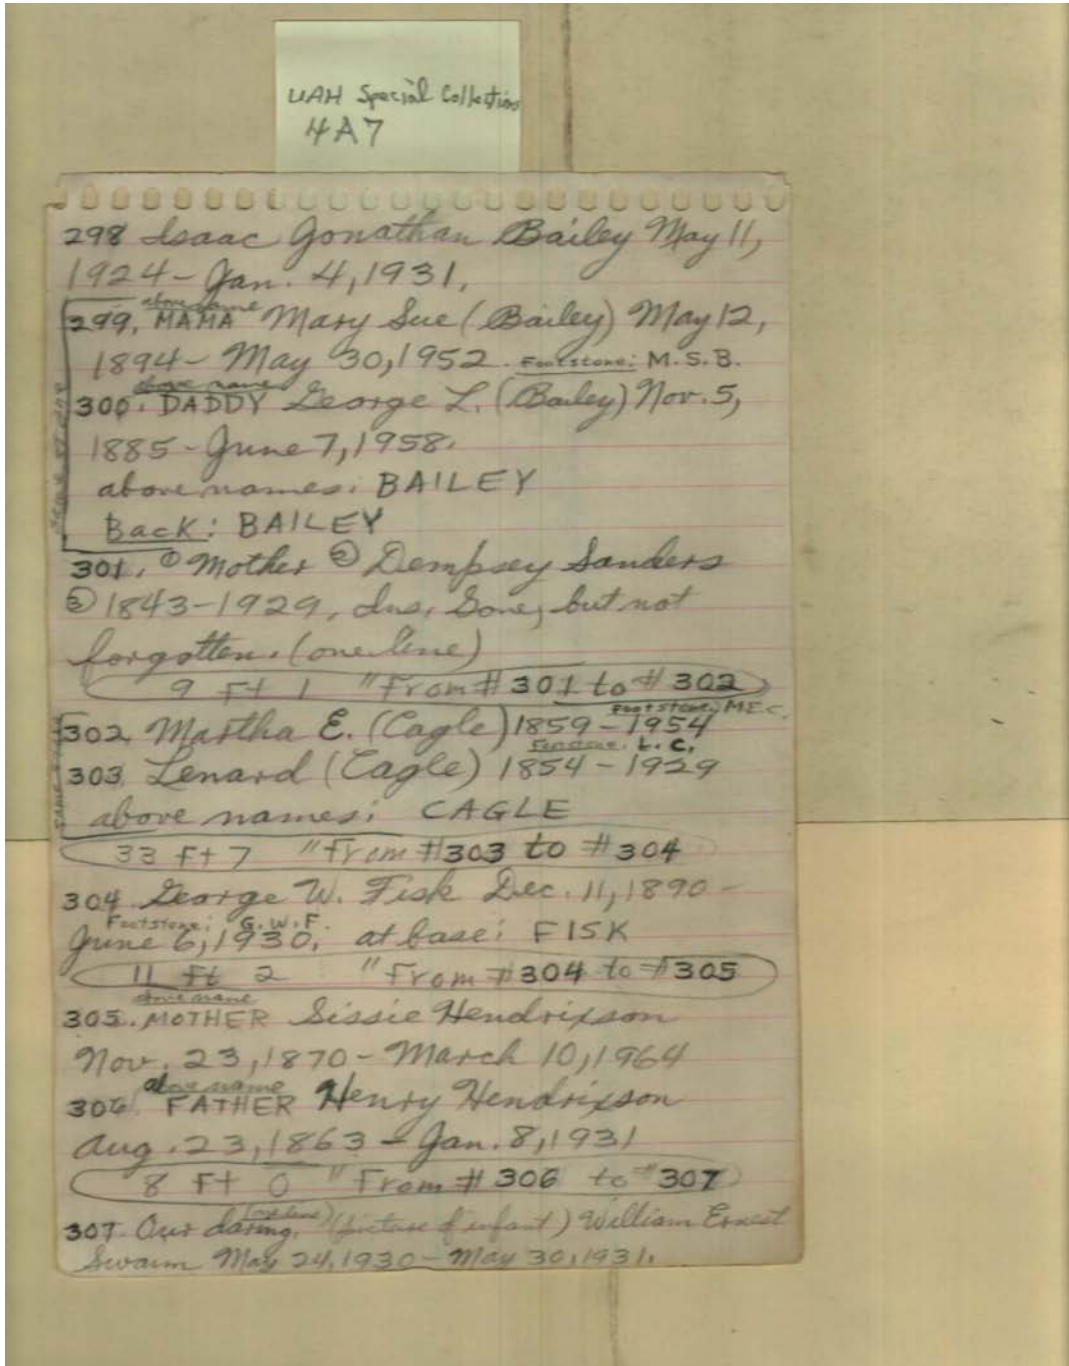 UAH Special Collections
4A7
298 Isaac Jonathan Bailey May 11,
1924 - Jan. 4, 1931.
above name
299. MAMA Mary Sue (Bailey) May 12,
1894 - May 30, 1952. Footstone: M.S.B.
above name
300. DADDY George L. (Bailey) Nov. 5,
1885 - June 7, 1958.
above names: BAILEY
Back: BAILEY
same stone
301. ① Mother ② Dempsey Sanders
③ 1843-1929, Ins. Gone, but not
forgotten. (one line)
9 Ft 1 " From # 301 to # 302
Footstone: M.E.C.
302 Martha E. (Cagle) 1859 - 1954
Footstone: L.C.
303 Lenard (Cagle) 1854 - 1929
above names: CAGLE
same stone
33 Ft 7 " From #303 to #304
304 George W. Fisk Dec. 11, 1890 -
Footstone: G.W.F.
June 6, 1930. at base: FISK
11 Ft 2 " From #304 to #305
above name
305. MOTHER Sissie Hendrixson
Nov. 23, 1870 - March 10, 1964
above name
306. FATHER Henry Hendrixson
Aug. 23, 1863 - Jan. 8, 1931
8 Ft 0 " From # 306 to #307
(one line)
307. Our daring, (picture of infant) William Ernest
Swaim May 24, 1930 - May 30, 1931.